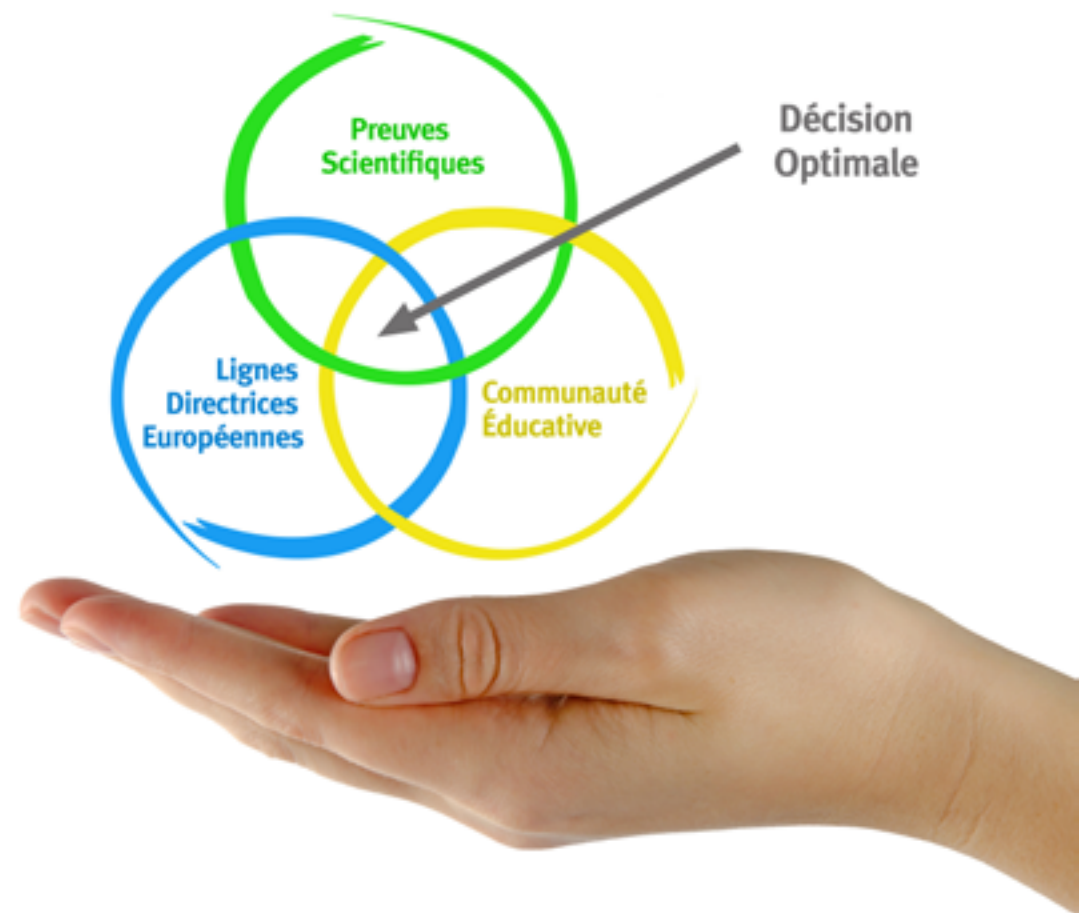 Preuves
Scientifiques
Décision
Optimale
Lignes
Directrices
Européennes
Communauté
Éducative